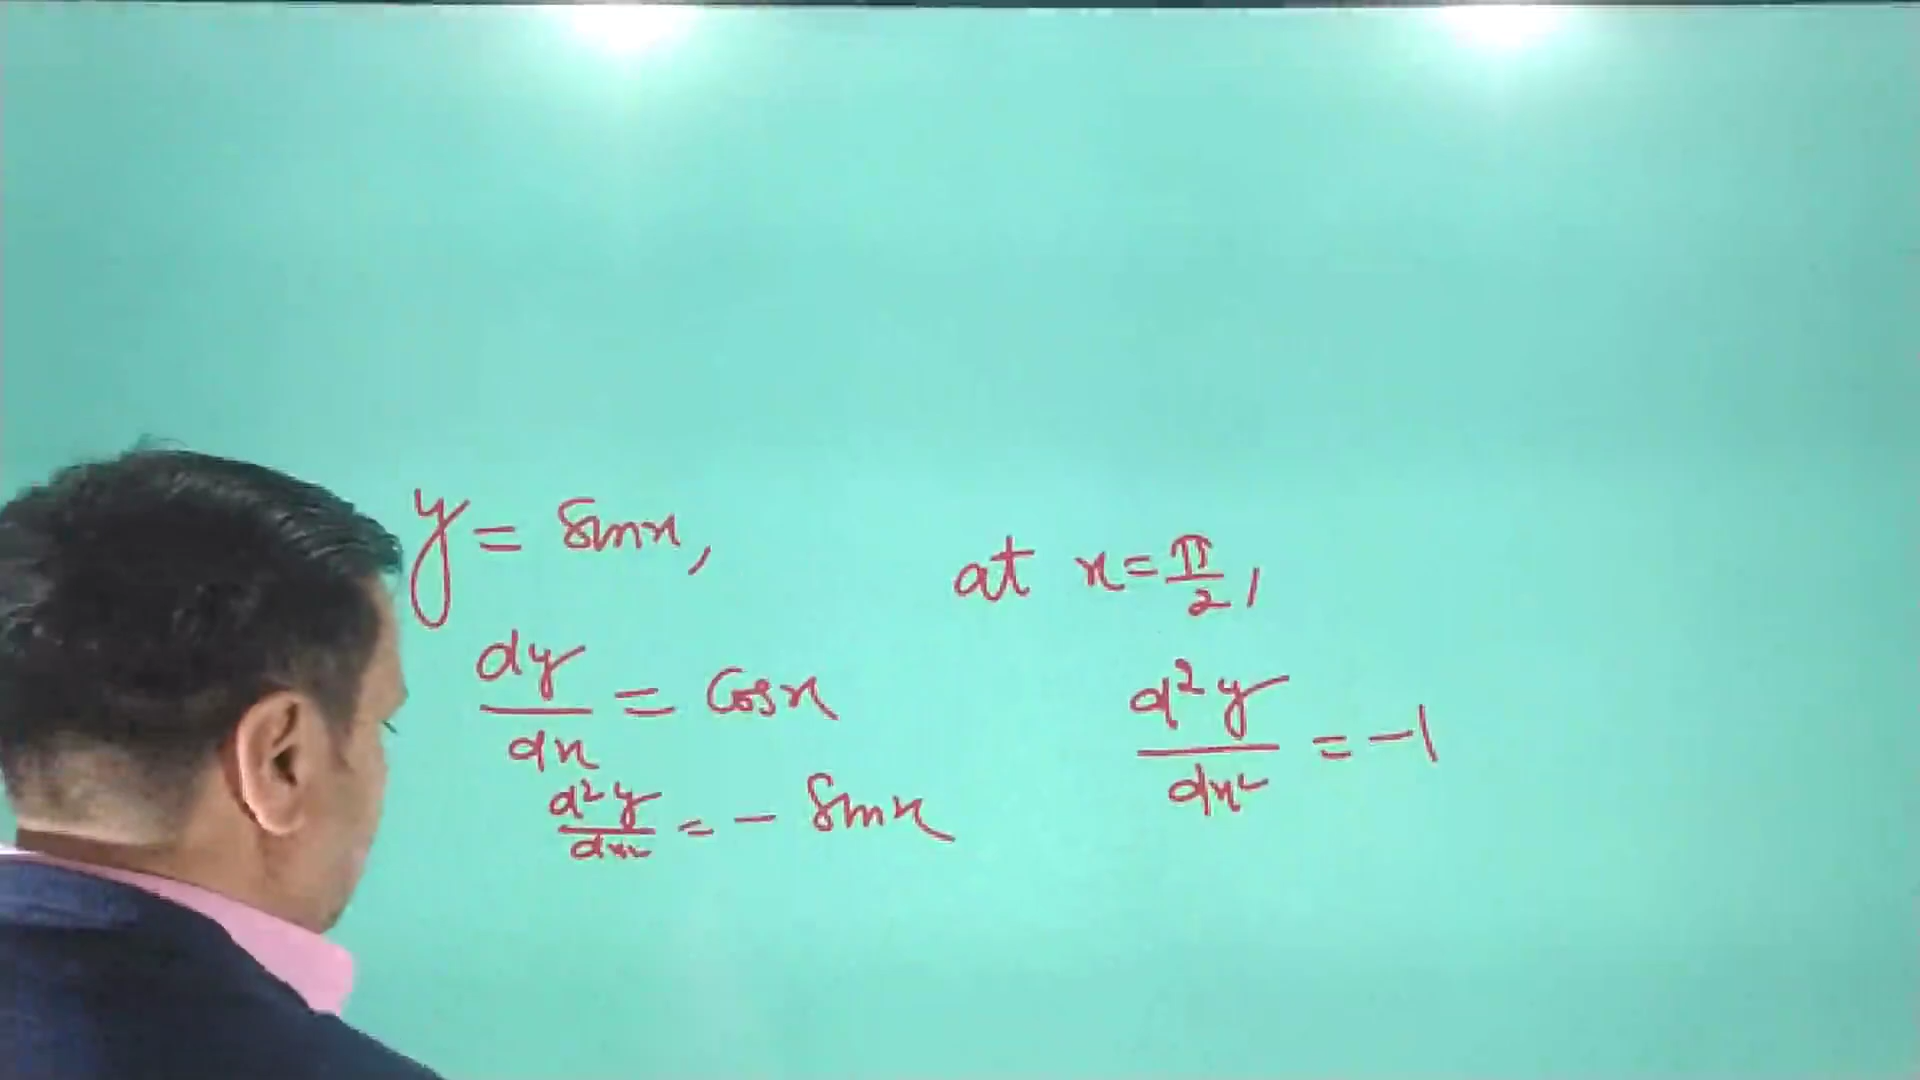 y = sinx,
dy/dx = Cosx
d²y/dx² = - Sinx
at x = π/2,
d²y/dx² = -1